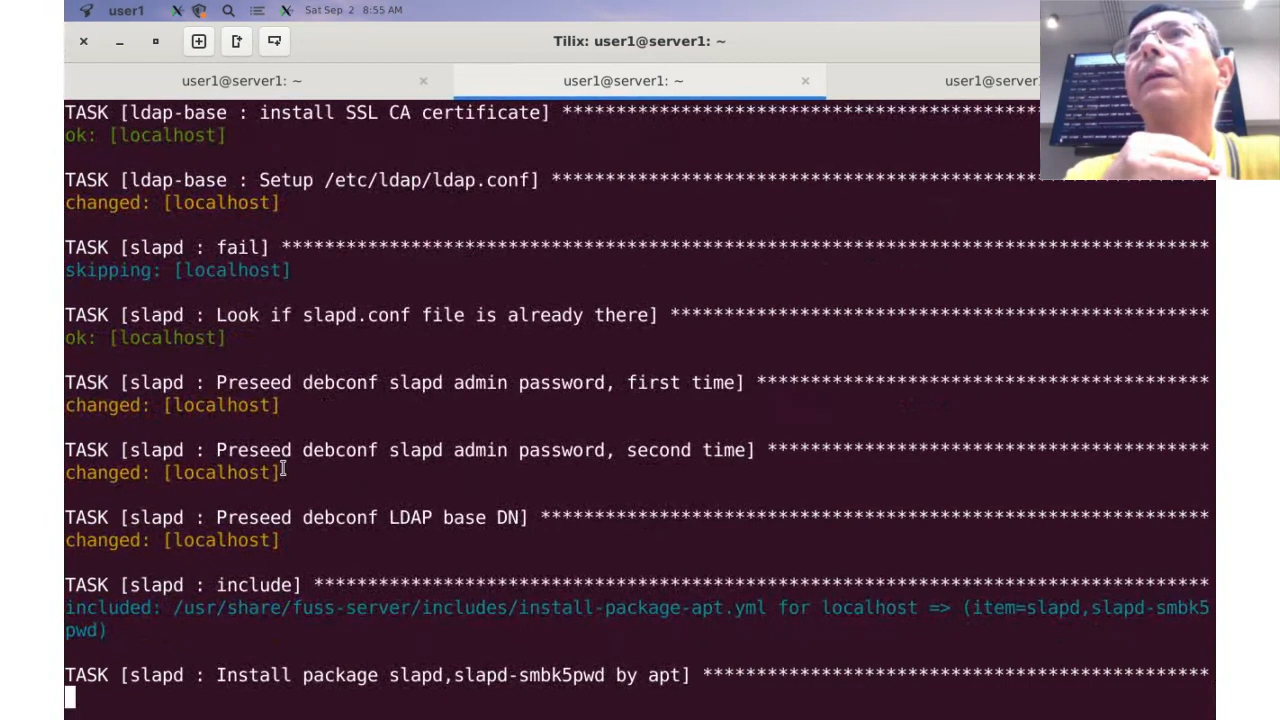 user1 Sat Sep 2 8:55 AM
Tilix: user1@server1: ~
user1@server1: ~ user1@server1: ~ user1@server1:
TASK [ldap-base : install SSL CA certificate] ********************************************
ok: [localhost]
TASK [ldap-base : Setup /etc/ldap/ldap.conf] *************************************************************
changed: [localhost]
TASK [slapd : fail] **************************************************************************************
skipping: [localhost]
TASK [slapd : Look if slapd.conf file is already there] **************************************************
ok: [localhost]
TASK [slapd : Preseed debconf slapd admin password, first time] ******************************************
changed: [localhost]
TASK [slapd : Preseed debconf slapd admin password, second time] *****************************************
changed: [localhost]
TASK [slapd : Preseed debconf LDAP base DN] **************************************************************
changed: [localhost]
TASK [slapd : include] ***********************************************************************************
included: /usr/share/fuss-server/includes/install-package-apt.yml for localhost => (item=slapd,slapd-smbk5
pwd)
TASK [slapd : Install package slapd,slapd-smbk5pwd by apt] ***********************************************